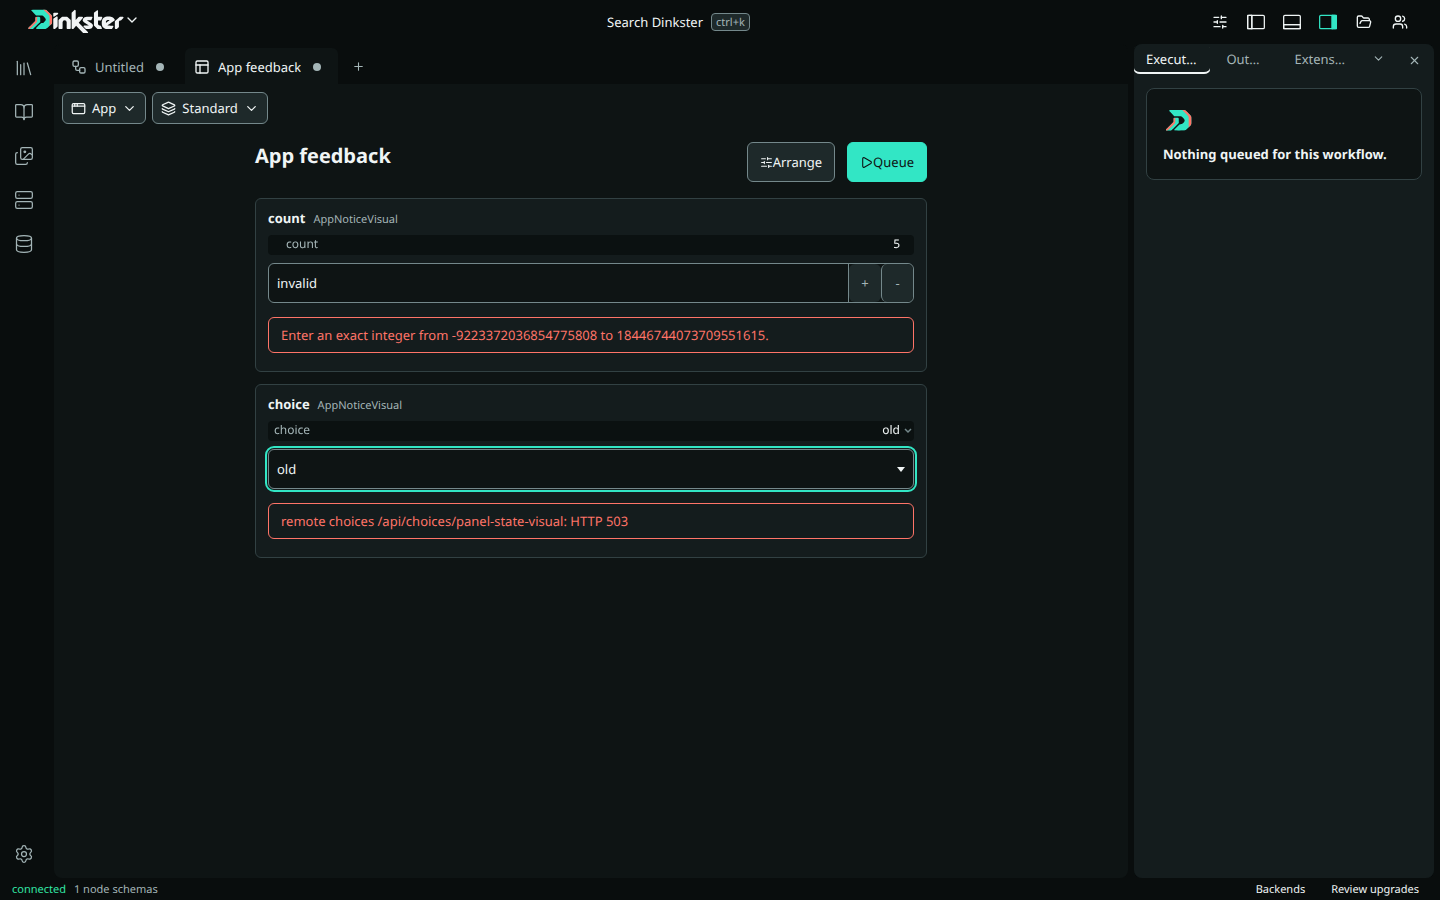 Dinkster
Search Dinkster ctrl+k
Untitled
App feedback
+
Execut...
Out...
Extens...
App
Standard
App feedback
Arrange
Queue
Nothing queued for this workflow.
count AppNoticeVisual
count 5
invalid + -
Enter an exact integer from -9223372036854775808 to 18446744073709551615.
choice AppNoticeVisual
choice old
old
remote choices /api/choices/panel-state-visual: HTTP 503
connected 1 node schemas
Backends Review upgrades